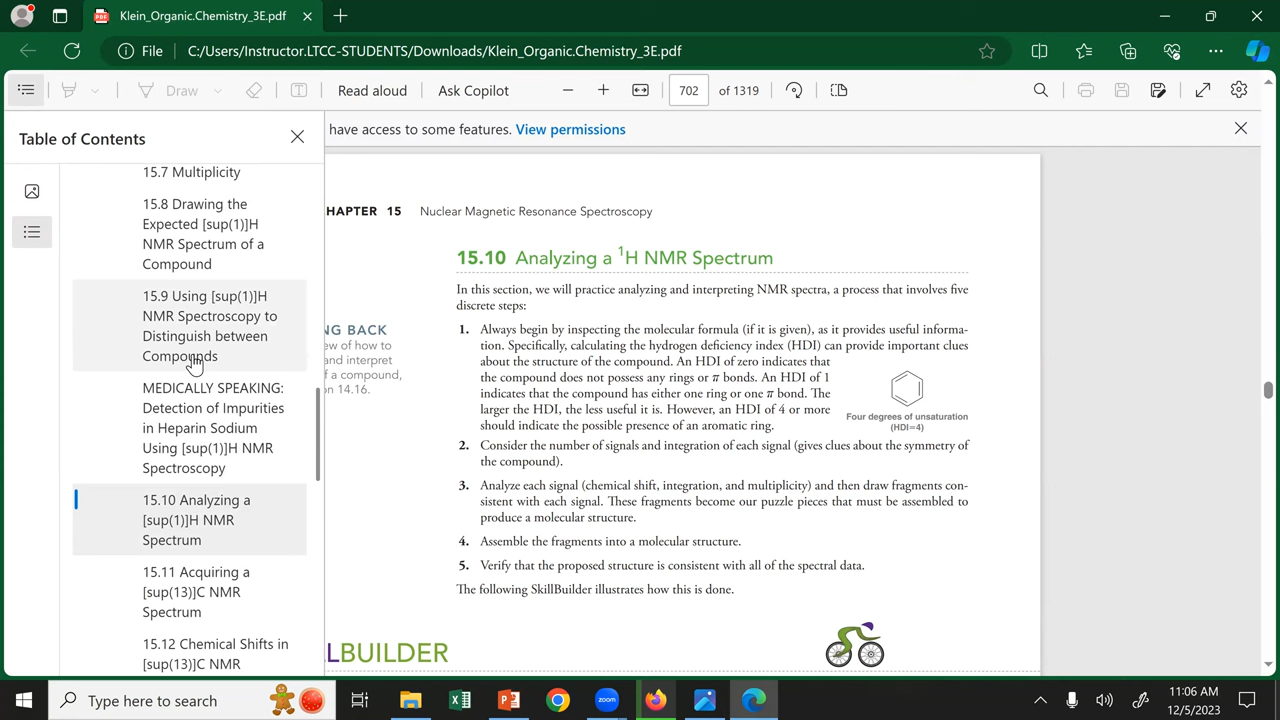 Klein_Organic.Chemistry_3E.pdf
File
C:/Users/Instructor.LTCC-STUDENTS/Downloads/Klein_Organic.Chemistry_3E.pdf
Draw
Read aloud
Ask Copilot
702
of 1319
Table of Contents
have access to some features. View permissions
15.7 Multiplicity
15.8 Drawing the
Expected [sup(1)]H
NMR Spectrum of a
Compound
15.9 Using [sup(1)]H
NMR Spectroscopy to
Distinguish between
Compounds
MEDICALLY SPEAKING:
Detection of Impurities
in Heparin Sodium
Using [sup(1)]H NMR
Spectroscopy
15.10 Analyzing a
[sup(1)]H NMR
Spectrum
15.11 Acquiring a
[sup(13)]C NMR
Spectrum
15.12 Chemical Shifts in
[sup(13)]C NMR
HAPTER 15 Nuclear Magnetic Resonance Spectroscopy
15.10 Analyzing a ¹H NMR Spectrum
In this section, we will practice analyzing and interpreting NMR spectra, a process that involves five
discrete steps:
NG BACK
ew of how to
and interpret
f a compound,
n 14.16.
1. Always begin by inspecting the molecular formula (if it is given), as it provides useful informa-
tion. Specifically, calculating the hydrogen deficiency index (HDI) can provide important clues
about the structure of the compound. An HDI of zero indicates that
the compound does not possess any rings or π bonds. An HDI of 1
indicates that the compound has either one ring or one π bond. The
larger the HDI, the less useful it is. However, an HDI of 4 or more
should indicate the possible presence of an aromatic ring.
Four degrees of unsaturation
(HDI=4)
2. Consider the number of signals and integration of each signal (gives clues about the symmetry of
the compound).
3. Analyze each signal (chemical shift, integration, and multiplicity) and then draw fragments con-
sistent with each signal. These fragments become our puzzle pieces that must be assembled to
produce a molecular structure.
4. Assemble the fragments into a molecular structure.
5. Verify that the proposed structure is consistent with all of the spectral data.
The following SkillBuilder illustrates how this is done.
LBUILDER
Type here to search
11:06 AM
12/5/2023